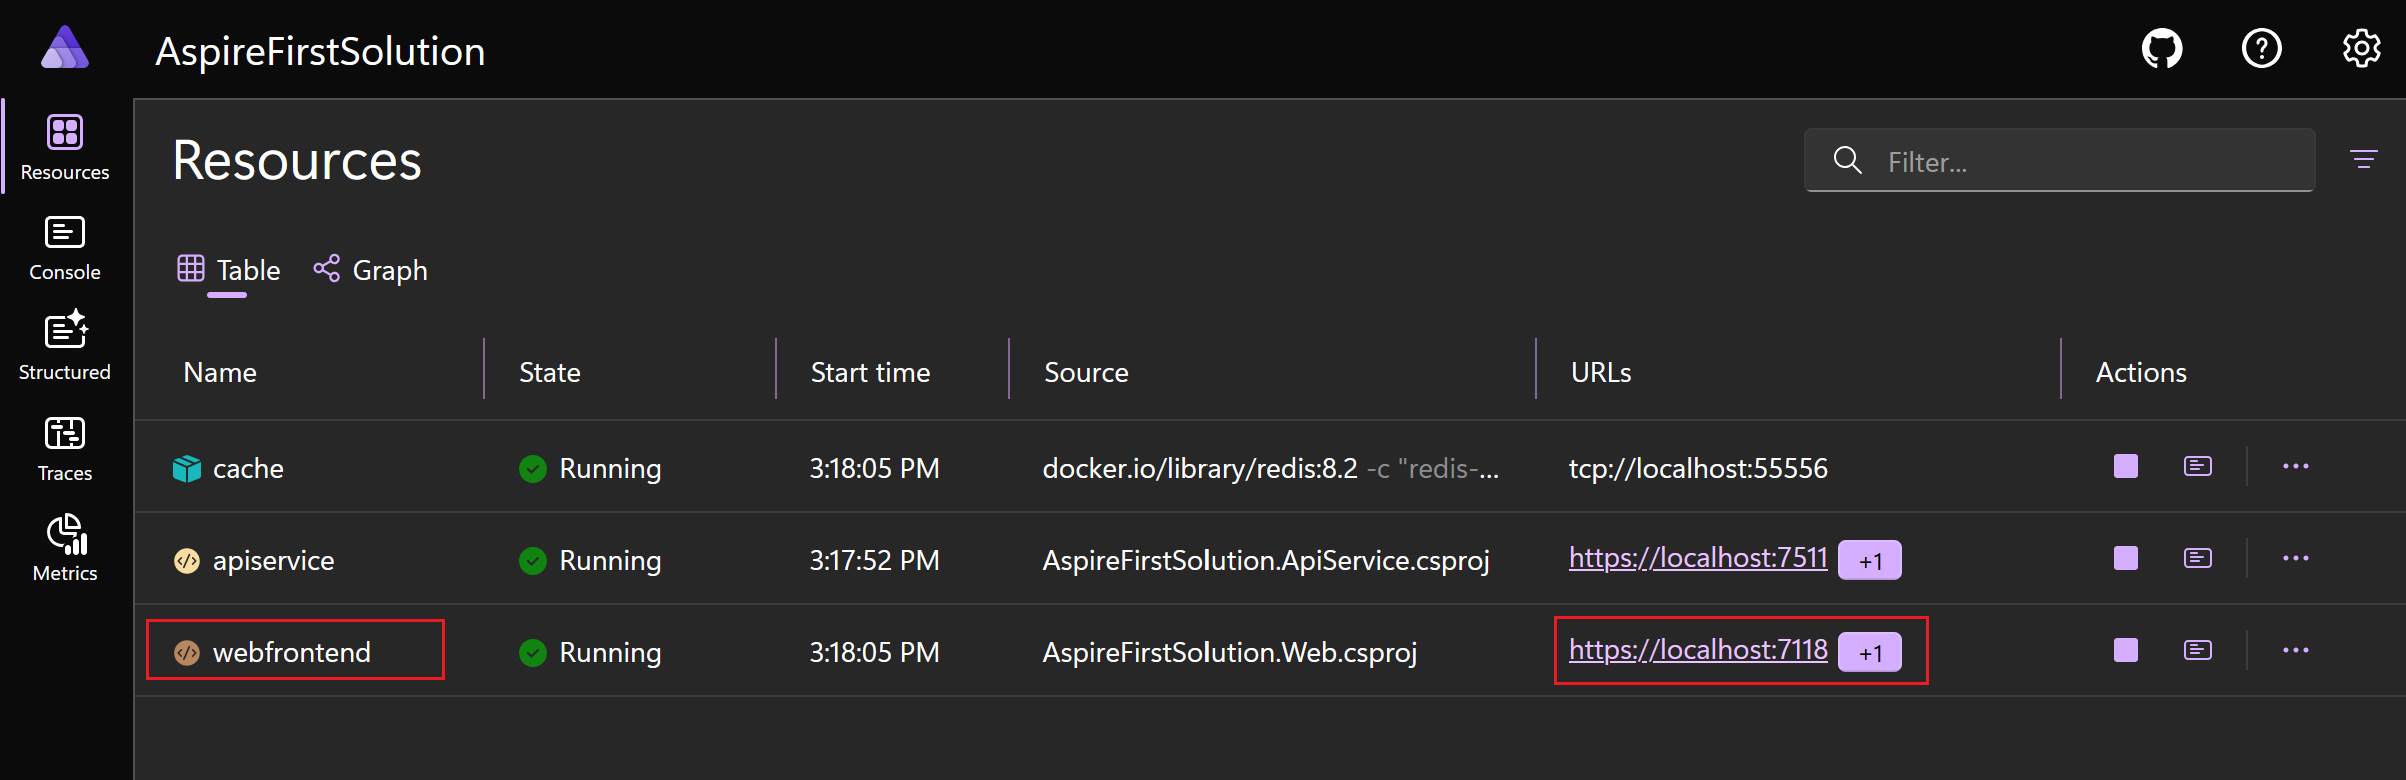 AspireFirstSolution
Resources
Console
Structured
Traces
Metrics
Resources
Filter...
Table Graph
Name State Start time Source URLs Actions
cache Running 3:18:05 PM docker.io/library/redis:8.2 -c "redis-... tcp://localhost:55556
apiservice Running 3:17:52 PM AspireFirstSolution.ApiService.csproj https://localhost:7511 +1
webfrontend Running 3:18:05 PM AspireFirstSolution.Web.csproj https://localhost:7118 +1